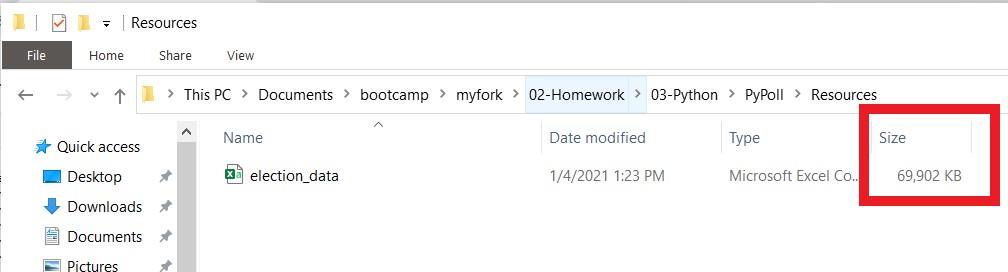 Resources
File Home Share View
This PC Documents bootcamp myfork 02-Homework 03-Python PyPoll Resources
Name Date modified Type Size
Quick access
election_data 1/4/2021 1:23 PM Microsoft Excel Co... 69,902 KB
Desktop
Downloads
Documents
Pictures